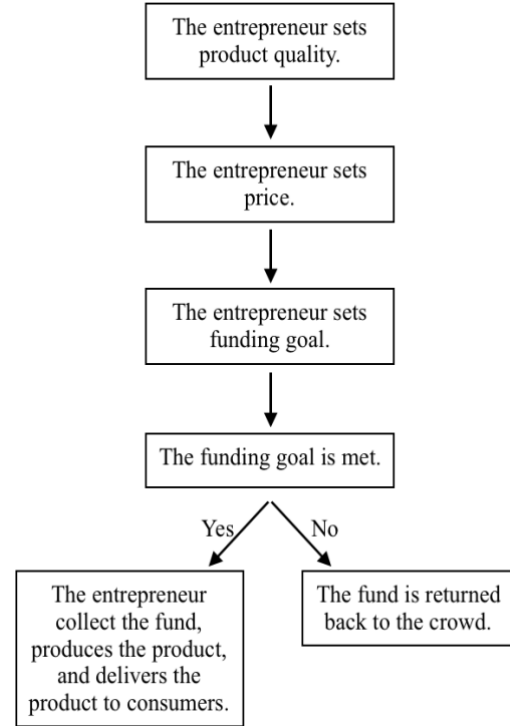 The entrepreneur sets
product quality.
The entrepreneur sets
price.
The entrepreneur sets
funding goal.
The funding goal is met.
Yes
No
The entrepreneur
collect the fund,
produces the product,
and delivers the
product to consumers.
The fund is returned
back to the crowd.